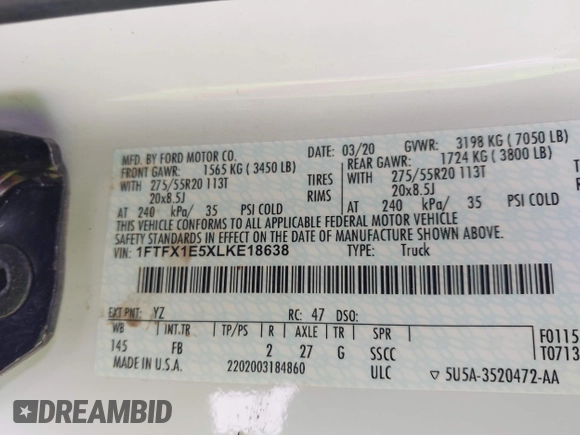 MFD. BY FORD MOTOR CO.
03/20 GVWR: 3198 KG (7050 LB)
FRONT GAWR: 1565 KG (3450 LB)
REAR GAWR: 1724 KG (3800 LB)
WITH 275/55R20 113T TIRES WITH 275/55R20 113T
20x8.5J RIMS 20x8.5J
AT 240 kPa/ 35 PSI COLD AT 240 kPa/ 35 PSI COLD
THIS VEHICLE CONFORMS TO ALL APPLICABLE FEDERAL MOTOR VEHICLE
SAFETY STANDARDS IN EFFECT ON THE DATE OF MANUFACTURE SHOWN ABOVE.
VIN: 1FTFX1E5XLKE18638 TYPE: Truck
EXT PNT: YZ RC: 47 DSO:
WB INT.TR TP/PS R AXLE TR SPR
145 FB 2 27 G SSCC
F0115
T0713
MADE IN U.S.A. 2202003184860 ULC 5U5A-3520472-AA
DREAMBID